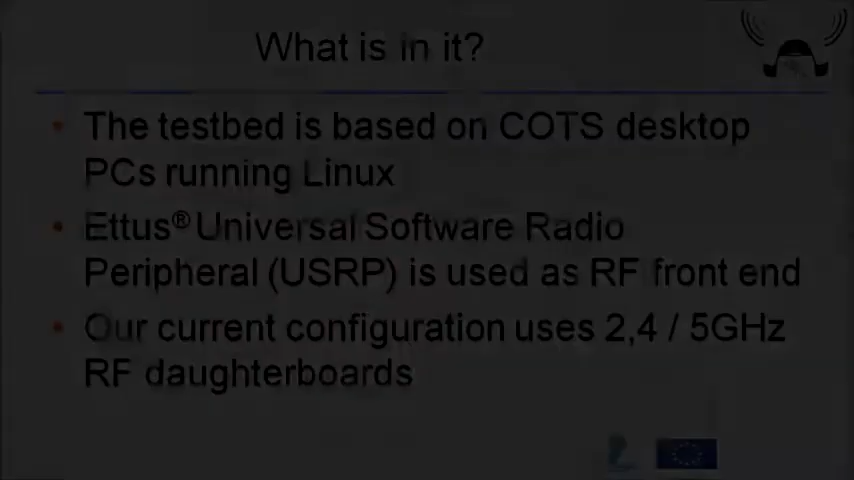 What is in it?
• The testbed is based on COTS desktop
PCs running Linux
• Ettus® Universal Software Radio
Peripheral (USRP) is used as RF front end
• Our current configuration uses 2,4 / 5GHz
RF daughterboards